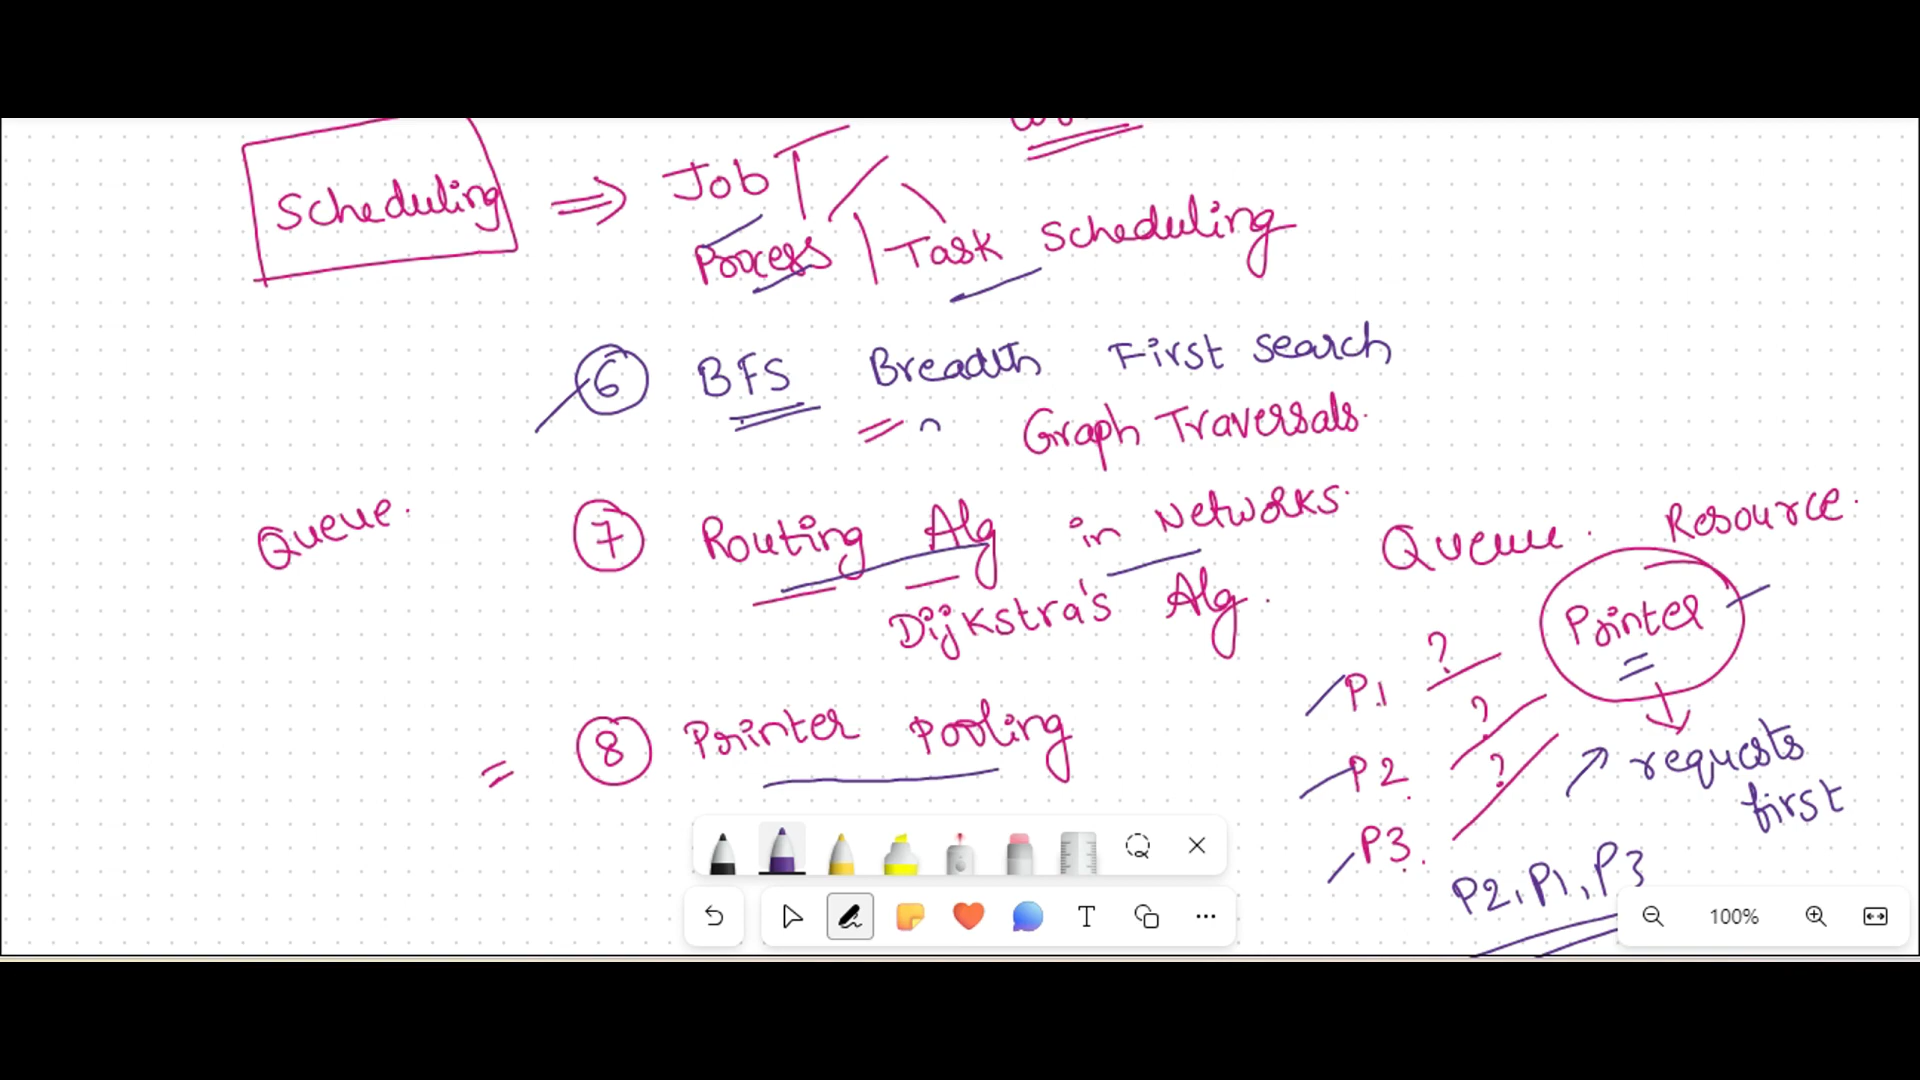 Scheduling ⇒ Job
Process | Task Scheduling
6 BFS Breadth First Search
= Graph Traversals.
Queue.
7 Routing Alg in Networks.
Dijkstra's Alg.
= 8 Printer Pooling
Queue. Resource.
Printer
P1 ?
P2 ?
P3. ?
requests
first
P2, P1, P3
T
100%